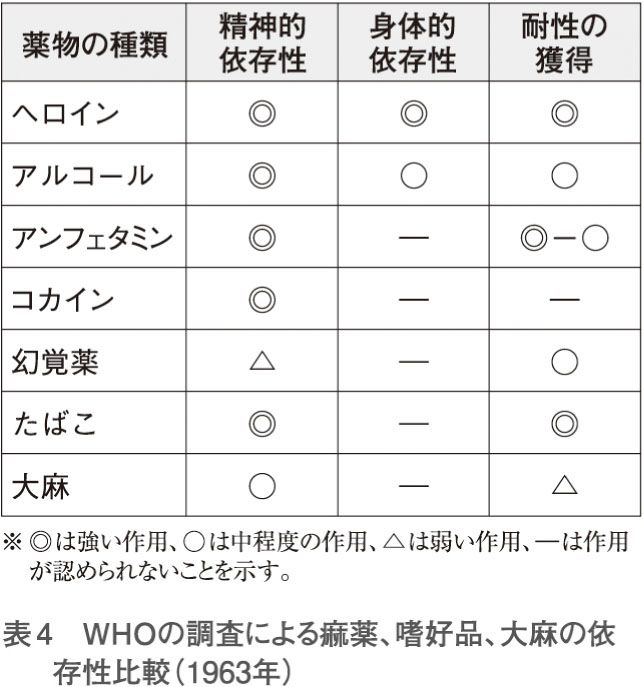 薬物の種類 精神的依存性 身体的依存性 耐性の獲得
ヘロイン ◎ ◎ ◎
アルコール ◎ ○ ○
アンフェタミン ◎ — ◎—○
コカイン ◎ — —
幻覚薬 △ — ○
たばこ ◎ — ◎
大麻 ○ — △
※ ◎は強い作用、○は中程度の作用、△は弱い作用、—は作用
が認められないことを示す。
表4 WHOの調査による痲薬、嗜好品、大麻の依
存性比較（1963年）